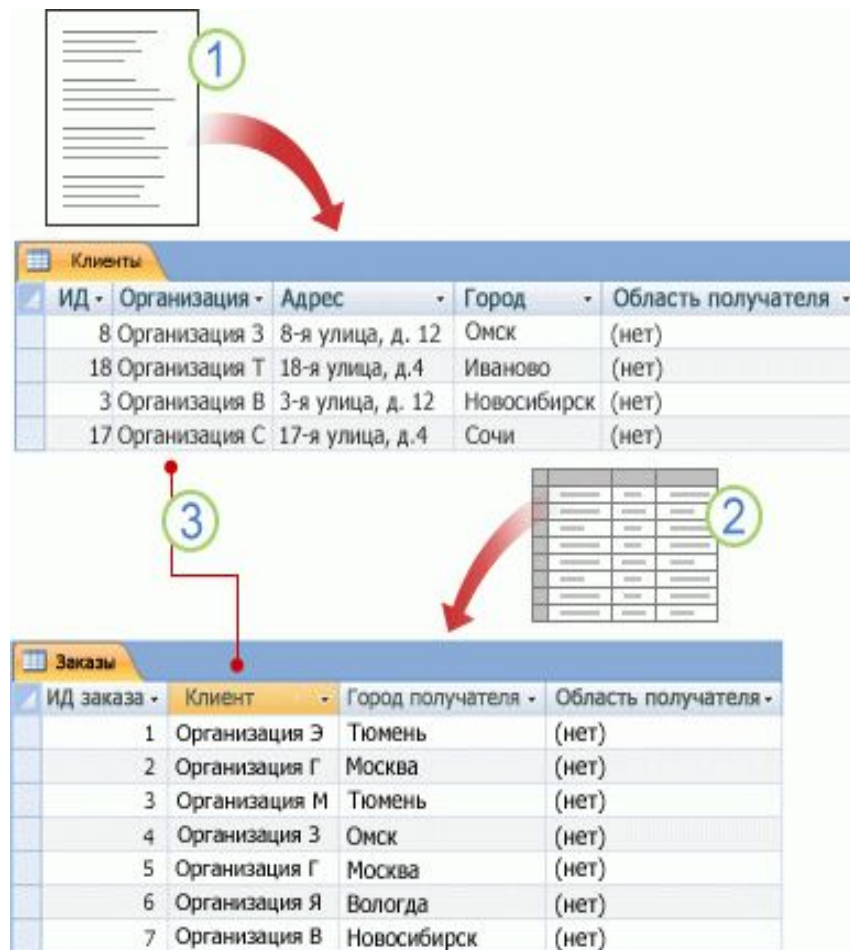 1
Клиенты
ИД Организация Адрес Город Область получателя
8 Организация З 8-я улица, д. 12 Омск (нет)
18 Организация Т 18-я улица, д.4 Иваново (нет)
3 Организация В 3-я улица, д. 12 Новосибирск (нет)
17 Организация С 17-я улица, д.4 Сочи (нет)
3
2
Заказы
ИД заказа Клиент Город получателя Область получателя
1 Организация Э Тюмень (нет)
2 Организация Г Москва (нет)
3 Организация М Тюмень (нет)
4 Организация З Омск (нет)
5 Организация Г Москва (нет)
6 Организация Я Вологда (нет)
7 Организация В Новосибирск (нет)